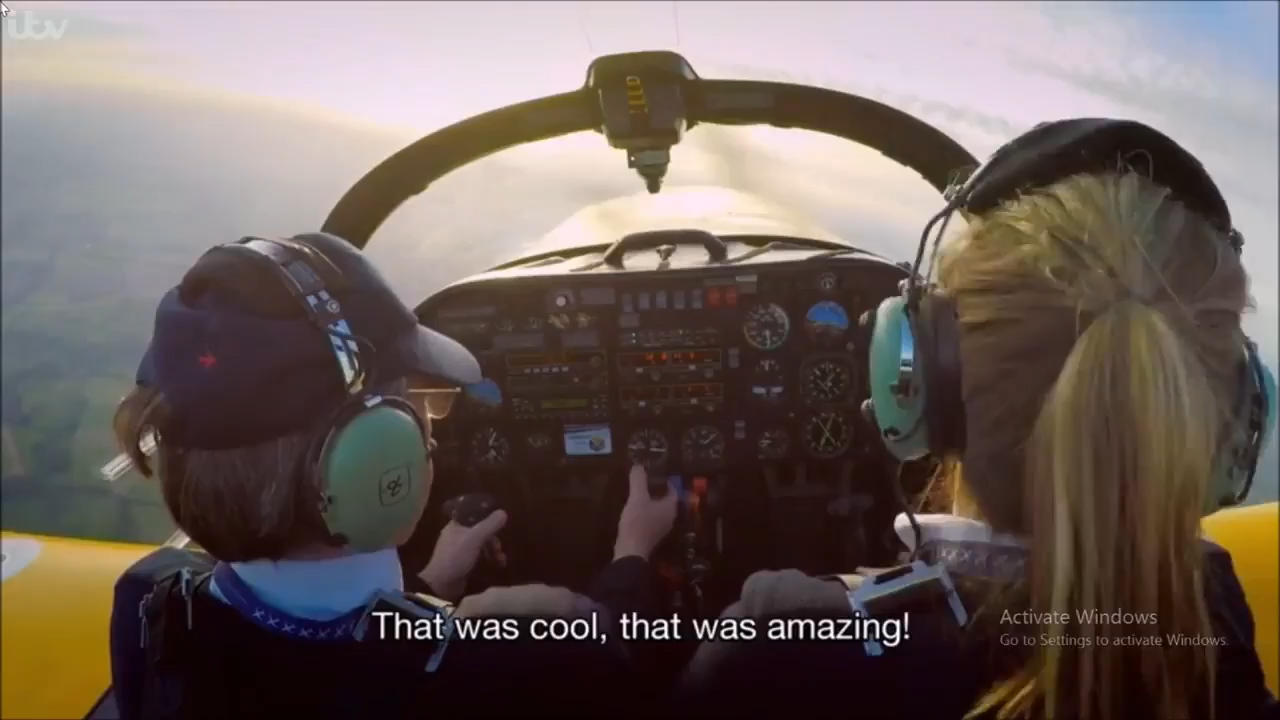 itv
That was cool, that was amazing!
Activate Windows
Go to Settings to activate Windows.